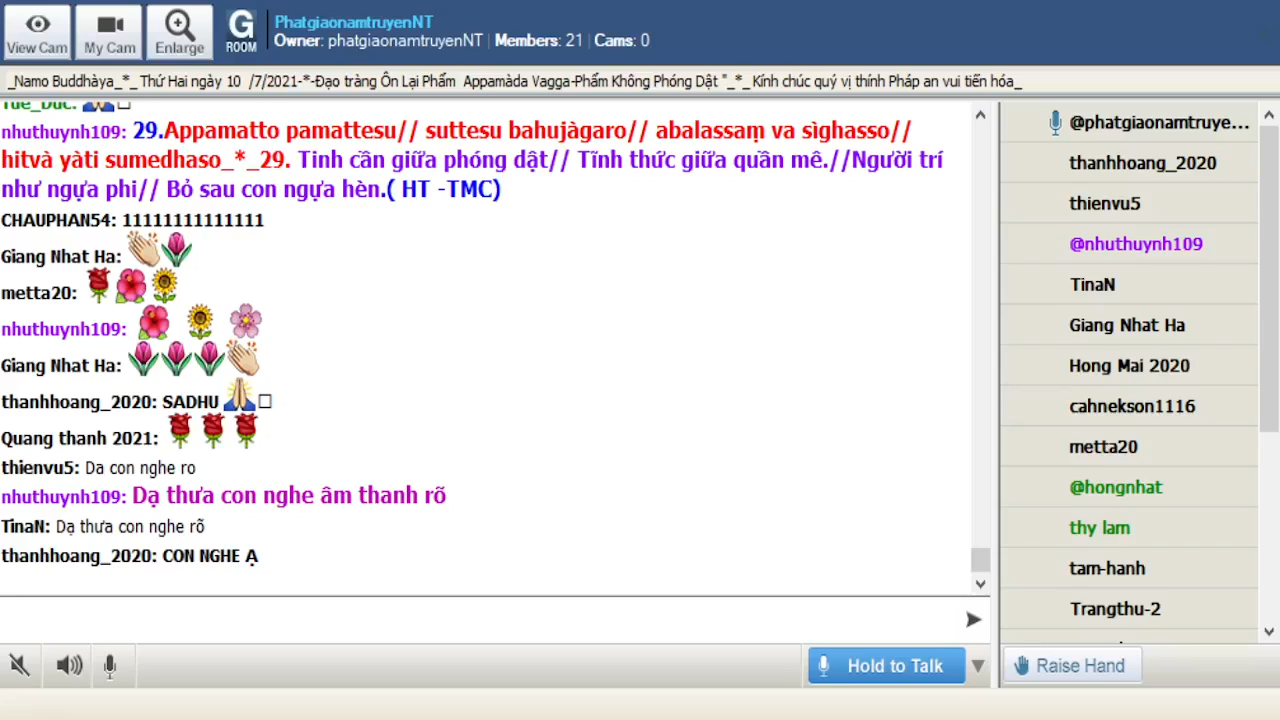 View Cam
My Cam
Enlarge
G
ROOM
PhatgiaonamtruyenNT
Owner: phatgiaonamtruyenNT | Members: 21 | Cams: 0
_Namo Buddhàya_*_ Thứ Hai ngày 10 /7/2021-*-Đạo tràng Ôn Lại Phẩm Appamàda Vagga-Phẩm Không Phóng Dật "_*_ Kính chúc quý vị thính Pháp an vui tiến hóa_
Tue_Duc:
nhuthuynh109: 29.Appamatto pamattesu// suttesu bahujàgaro// abalassaṃ va sìghasso//
hitvà yàti sumedhaso_*_29. Tinh cần giữa phóng dật// Tĩnh thức giữa quần mê.//Người trí
như ngựa phi// Bỏ sau con ngựa hèn.( HT -TMC)
CHAUPHAN54: 11111111111111
Giang Nhat Ha:
metta20:
nhuthuynh109:
Giang Nhat Ha:
thanhhoang_2020: SADHU
Quang thanh 2021:
thienvu5: Da con nghe ro
nhuthuynh109: Dạ thưa con nghe âm thanh rõ
TinaN: Dạ thưa con nghe rõ
thanhhoang_2020: CON NGHE Ạ
@phatgiaonamtruye...
thanhhoang_2020
thienvu5
@nhuthuynh109
TinaN
Giang Nhat Ha
Hong Mai 2020
cahnekson1116
metta20
@hongnhat
thy lam
tam-hanh
Trangthu-2
Hold to Talk
Raise Hand